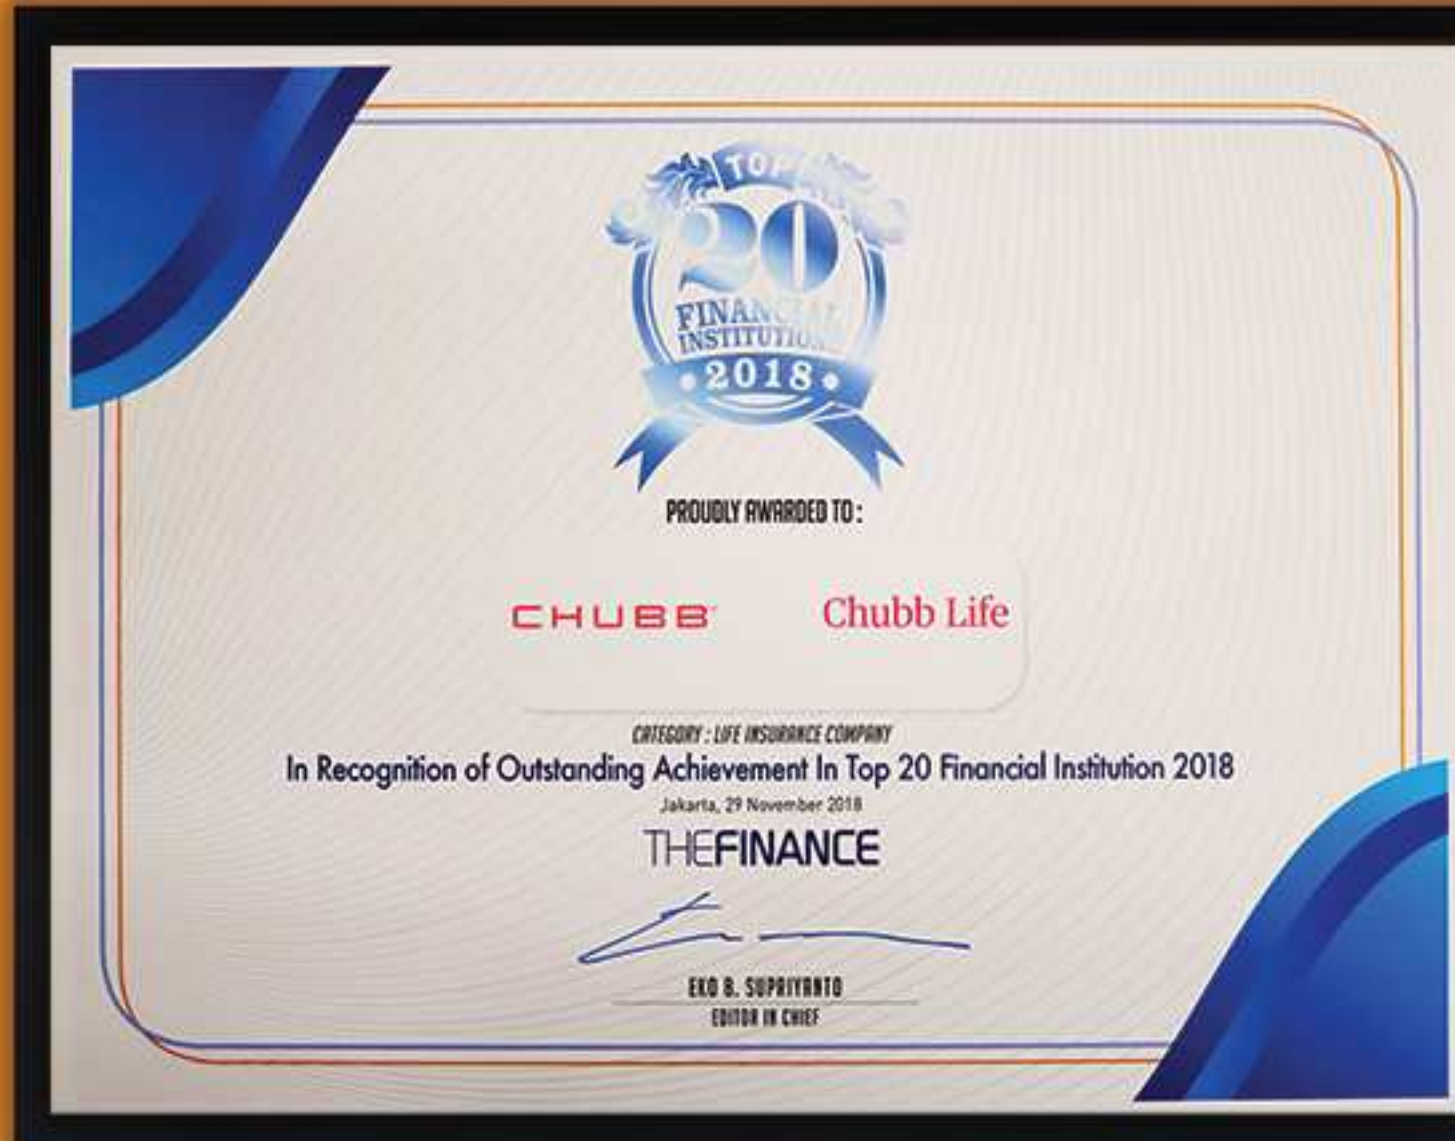 TOP
20
FINANCIAL
INSTITUTION
2018
PROUDLY AWARDED TO :
CHUBB Chubb Life
CATEGORY : LIFE INSURANCE COMPANY
In Recognition of Outstanding Achievement In Top 20 Financial Institution 2018
Jakarta, 29 November 2018
THEFINANCE
EKO B. SUPRIYANTO
EDITOR IN CHIEF